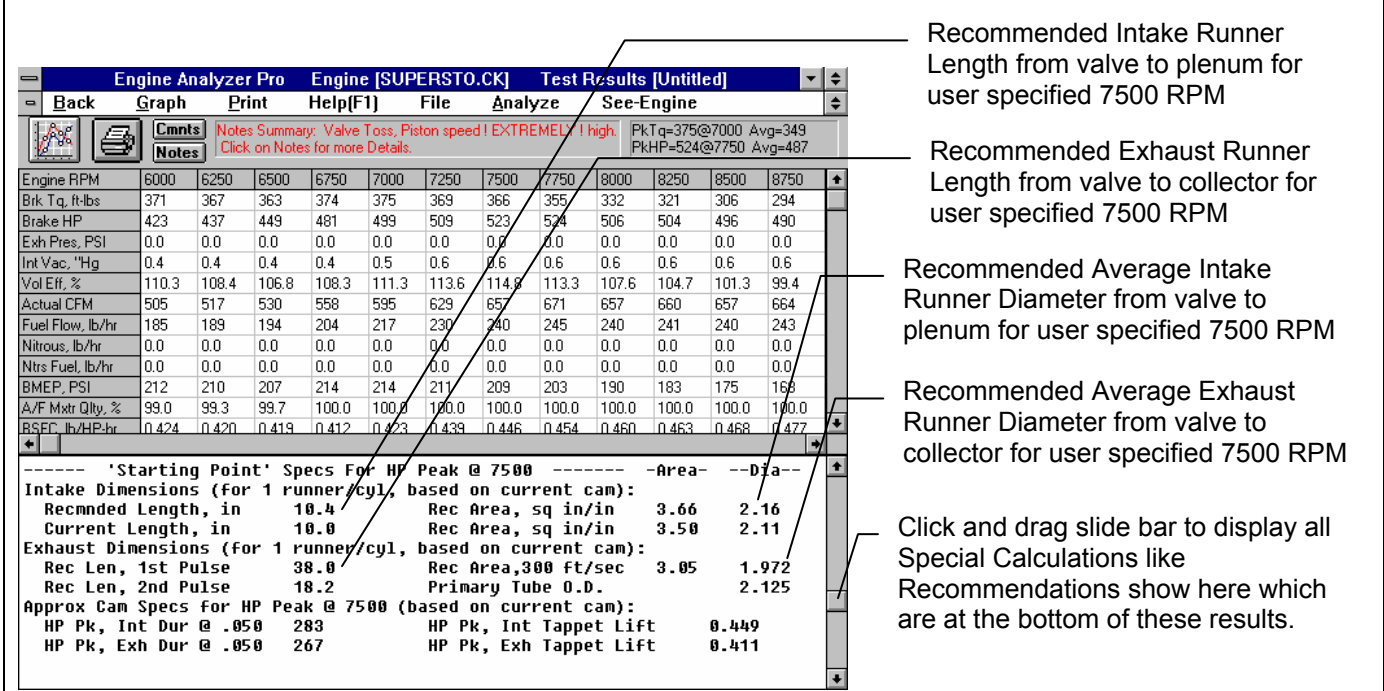 Engine Analyzer Pro Engine [SUPERSTO.CK] Test Results [Untitled]
Back Graph Print Help(F1) File Analyze See-Engine
Cmnts
Notes
Notes Summary: Valve Toss, Piston speed ! EXTREMELY ! high.
Click on Notes for more Details.
PkTq=375@7000 Avg=349
PkHP=524@7750 Avg=487
Engine RPM 6000 6250 6500 6750 7000 7250 7500 7750 8000 8250 8500 8750
Brk Tq, ft-lbs 371 367 363 374 375 369 366 355 332 321 306 294
Brake HP 423 437 449 481 499 509 523 524 506 504 496 490
Exh Pres, PSI 0.0 0.0 0.0 0.0 0.0 0.0 0.0 0.0 0.0 0.0 0.0 0.0
Int Vac, "Hg 0.4 0.4 0.4 0.4 0.5 0.6 0.6 0.6 0.6 0.6 0.6 0.6
Vol Eff, % 110.3 108.4 106.8 108.3 111.3 113.6 114.8 113.3 107.6 104.7 101.3 99.4
Actual CFM 505 517 530 558 595 629 657 671 657 660 657 664
Fuel Flow, lb/hr 185 189 194 204 217 230 240 245 240 241 240 243
Nitrous, lb/hr 0.0 0.0 0.0 0.0 0.0 0.0 0.0 0.0 0.0 0.0 0.0 0.0
Ntrs Fuel, lb/hr 0.0 0.0 0.0 0.0 0.0 0.0 0.0 0.0 0.0 0.0 0.0 0.0
BMEP, PSI 212 210 207 214 214 211 209 203 190 183 175 168
A/F Mxtr Qlty, % 99.0 99.3 99.7 100.0 100.0 100.0 100.0 100.0 100.0 100.0 100.0 100.0
BSFC, lb/HP-hr 0.424 0.420 0.419 0.412 0.423 0.439 0.446 0.454 0.460 0.463 0.468 0.477
------ 'Starting Point' Specs For HP Peak @ 7500 ------- -Area- --Dia--
Intake Dimensions (for 1 runner/cyl, based on current cam):
Recmnded Length, in 10.4 Rec Area, sq in/in 3.66 2.16
Current Length, in 10.0 Rec Area, sq in/in 3.50 2.11
Exhaust Dimensions (for 1 runner/cyl, based on current cam):
Rec Len, 1st Pulse 38.0 Rec Area,300 ft/sec 3.05 1.972
Rec Len, 2nd Pulse 18.2 Primary Tube O.D. 2.125
Approx Cam Specs for HP Peak @ 7500 (based on current cam):
HP Pk, Int Dur @ .050 283 HP Pk, Int Tappet Lift 0.449
HP Pk, Exh Dur @ .050 267 HP Pk, Exh Tappet Lift 0.411
Recommended Intake Runner
Length from valve to plenum for
user specified 7500 RPM
Recommended Exhaust Runner
Length from valve to collector for
user specified 7500 RPM
Recommended Average Intake
Runner Diameter from valve to
plenum for user specified 7500 RPM
Recommended Average Exhaust
Runner Diameter from valve to
collector for user specified 7500 RPM
Click and drag slide bar to display all
Special Calculations like
Recommendations show here which
are at the bottom of these results.